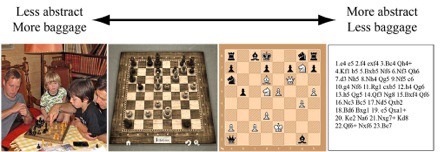 Less abstract
More baggage
More abstract
Less baggage
1.e4 e5 2.f4 exf4 3.Bc4 Qh4+
4.Kf1 b5 5.Bxb5 Nf6 6.Nf3 Qh6
7.d3 Nh5 8.Nh4 Qg5 9.Nf5 c6
10.g4 Nf6 11.Rg1 cxb5 12.h4 Qg6
13.h5 Qg5 14.Qf3 Ng8 15.Bxf4 Qf6
16.Nc3 Bc5 17.Nd5 Qxb2
18.Bd6 Bxg1 19. e5 Qxa1+
20. Ke2 Na6 21.Nxg7+ Kd8
22.Qf6+ Nxf6 23.Be7